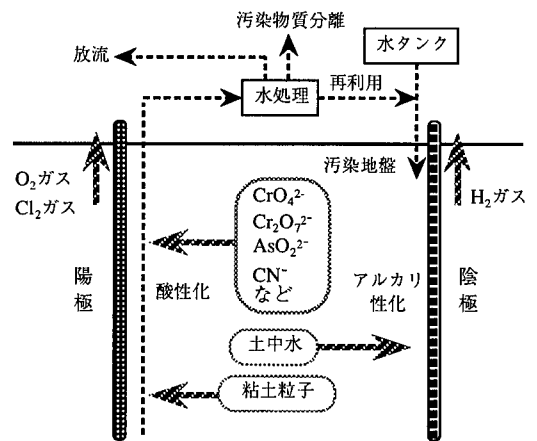 汚染物質分離
放流
水タンク
水処理
再利用
汚染地盤
O₂ガス
Cl₂ガス
H₂ガス
CrO₄²⁻
Cr₂O₇²⁻
AsO₂²⁻
CN⁻
など
陽極
酸性化
アルカリ
性化
陰極
土中水
粘土粒子